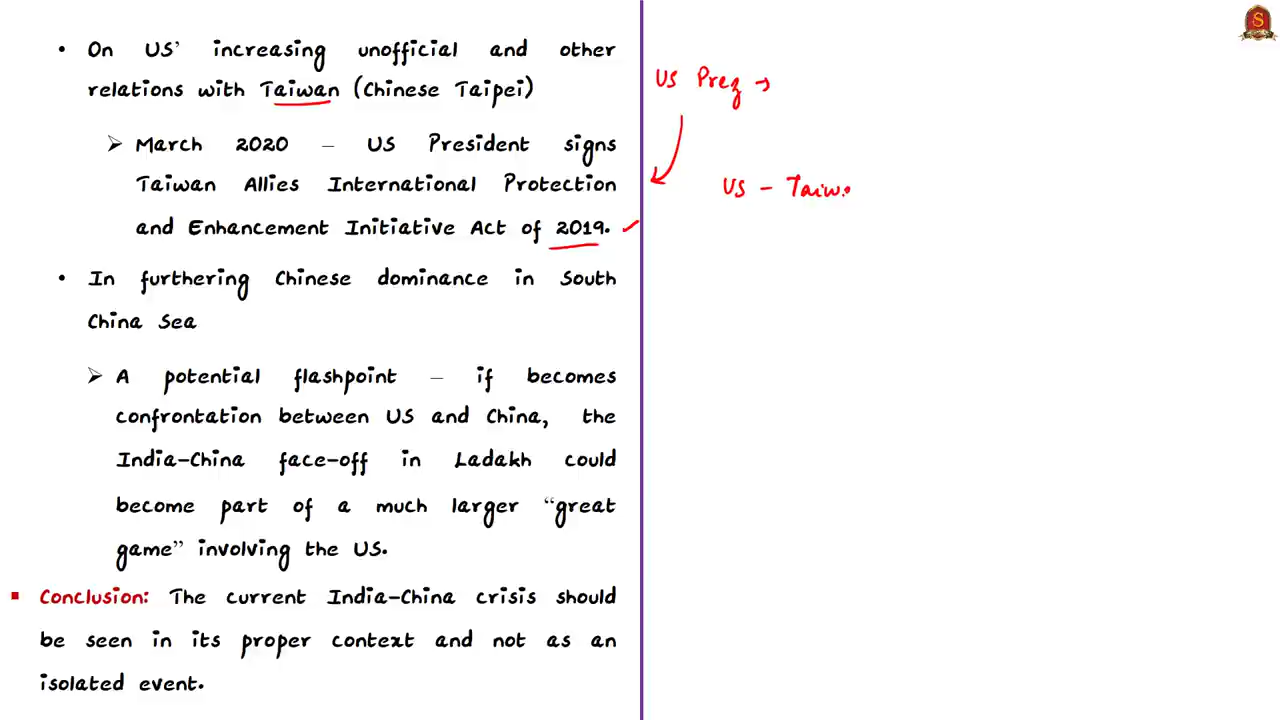 • On US' increasing unofficial and other
relations with Taiwan (Chinese Taipei)
➢ March 2020 – US President signs
Taiwan Allies International Protection
and Enhancement Initiative Act of 2019.
• In furthering Chinese dominance in South
China Sea
➢ A potential flashpoint – if becomes
confrontation between US and China, the
India-China face-off in Ladakh could
become part of a much larger “great
game” involving the US.
▪ Conclusion: The current India-China crisis should
be seen in its proper context and not as an
isolated event.
US Prez →
US - Taiw
S